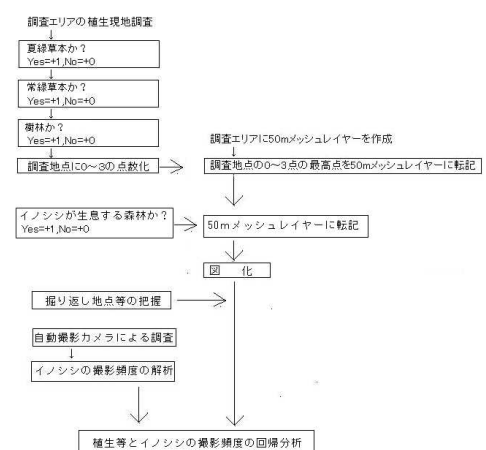 調査エリアの植生現地調査
夏緑草本か？
Yes=+1,No=+0
常緑草本か？
Yes=+1,No=+0
樹林か？
Yes=+1,No=+0
調査エリアに50mメッシュレイヤーを作成
調査地点に0～3の点数化
調査地点の0～3点の最高点を50mメッシュレイヤーに転記
イノシシが生息する森林か？
Yes=+1,No=+0
50mメッシュレイヤーに転記
図 化
掘り返し地点等の把握
自動撮影カメラによる調査
イノシシの撮影頻度の解析
植生等とイノシシの撮影頻度の回帰分析